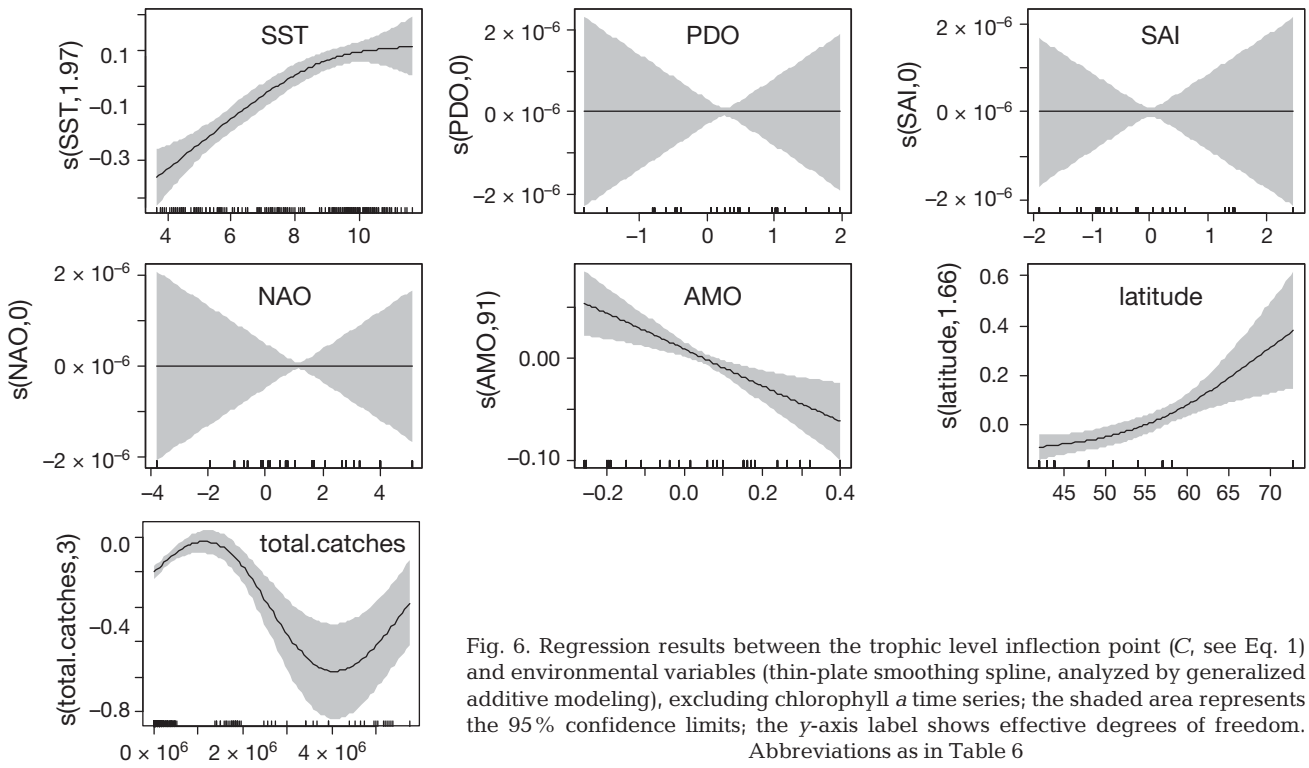 SST
s(SST,1.97)
0.1
−0.1
−0.3
4 6 8 10
PDO
s(PDO,0)
2 × 10⁻⁶
0 × 10⁻⁶
−2 × 10⁻⁶
−1 0 1 2
SAI
s(SAI,0)
2 × 10⁻⁶
0 × 10⁻⁶
−2 × 10⁻⁶
−2 −1 0 1 2
NAO
s(NAO,0)
2 × 10⁻⁶
0 × 10⁻⁶
−2 × 10⁻⁶
−4 −2 0 2 4
AMO
s(AMO,91)
0.00
−0.10
−0.2 0.0 0.2 0.4
latitude
s(latitude,1.66)
0.6
0.4
0.2
0.0
45 50 55 60 65 70
total.catches
s(total.catches,3)
0.0
−0.4
−0.8
0 × 10⁶ 2 × 10⁶ 4 × 10⁶
Fig. 6. Regression results between the trophic level inflection point (C, see Eq. 1)
and environmental variables (thin-plate smoothing spline, analyzed by generalized
additive modeling), excluding chlorophyll a time series; the shaded area represents
the 95% confidence limits; the y-axis label shows effective degrees of freedom.
Abbreviations as in Table 6